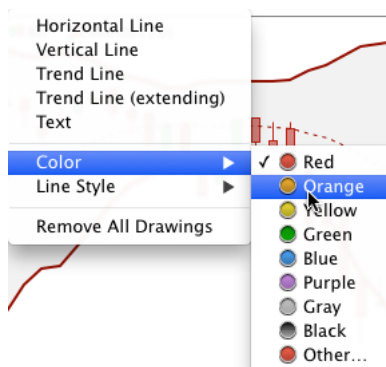 Horizontal Line
Vertical Line
Trend Line
Trend Line (extending)
Text
Color
Line Style
Remove All Drawings
Red
Orange
Yellow
Green
Blue
Purple
Gray
Black
Other...